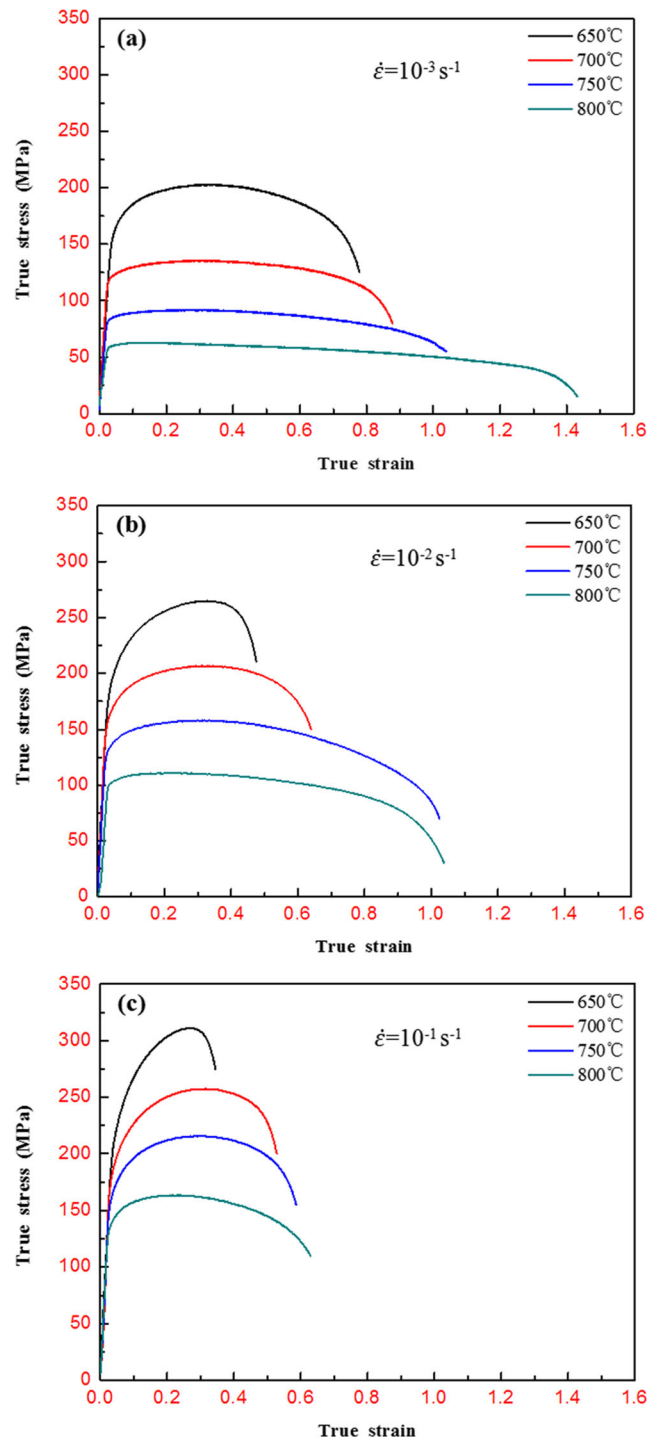 (a)
ε̇=10⁻³ s⁻¹
650℃
700℃
750℃
800℃
350
300
250
200
150
100
50
0
0.0 0.2 0.4 0.6 0.8 1.0 1.2 1.4 1.6
True stress (MPa)
True strain
(b)
ε̇=10⁻² s⁻¹
650℃
700℃
750℃
800℃
350
300
250
200
150
100
50
0
0.0 0.2 0.4 0.6 0.8 1.0 1.2 1.4 1.6
True stress (MPa)
True strain
(c)
ε̇=10⁻¹ s⁻¹
650℃
700℃
750℃
800℃
350
300
250
200
150
100
50
0
0.0 0.2 0.4 0.6 0.8 1.0 1.2 1.4 1.6
True stress (MPa)
True strain